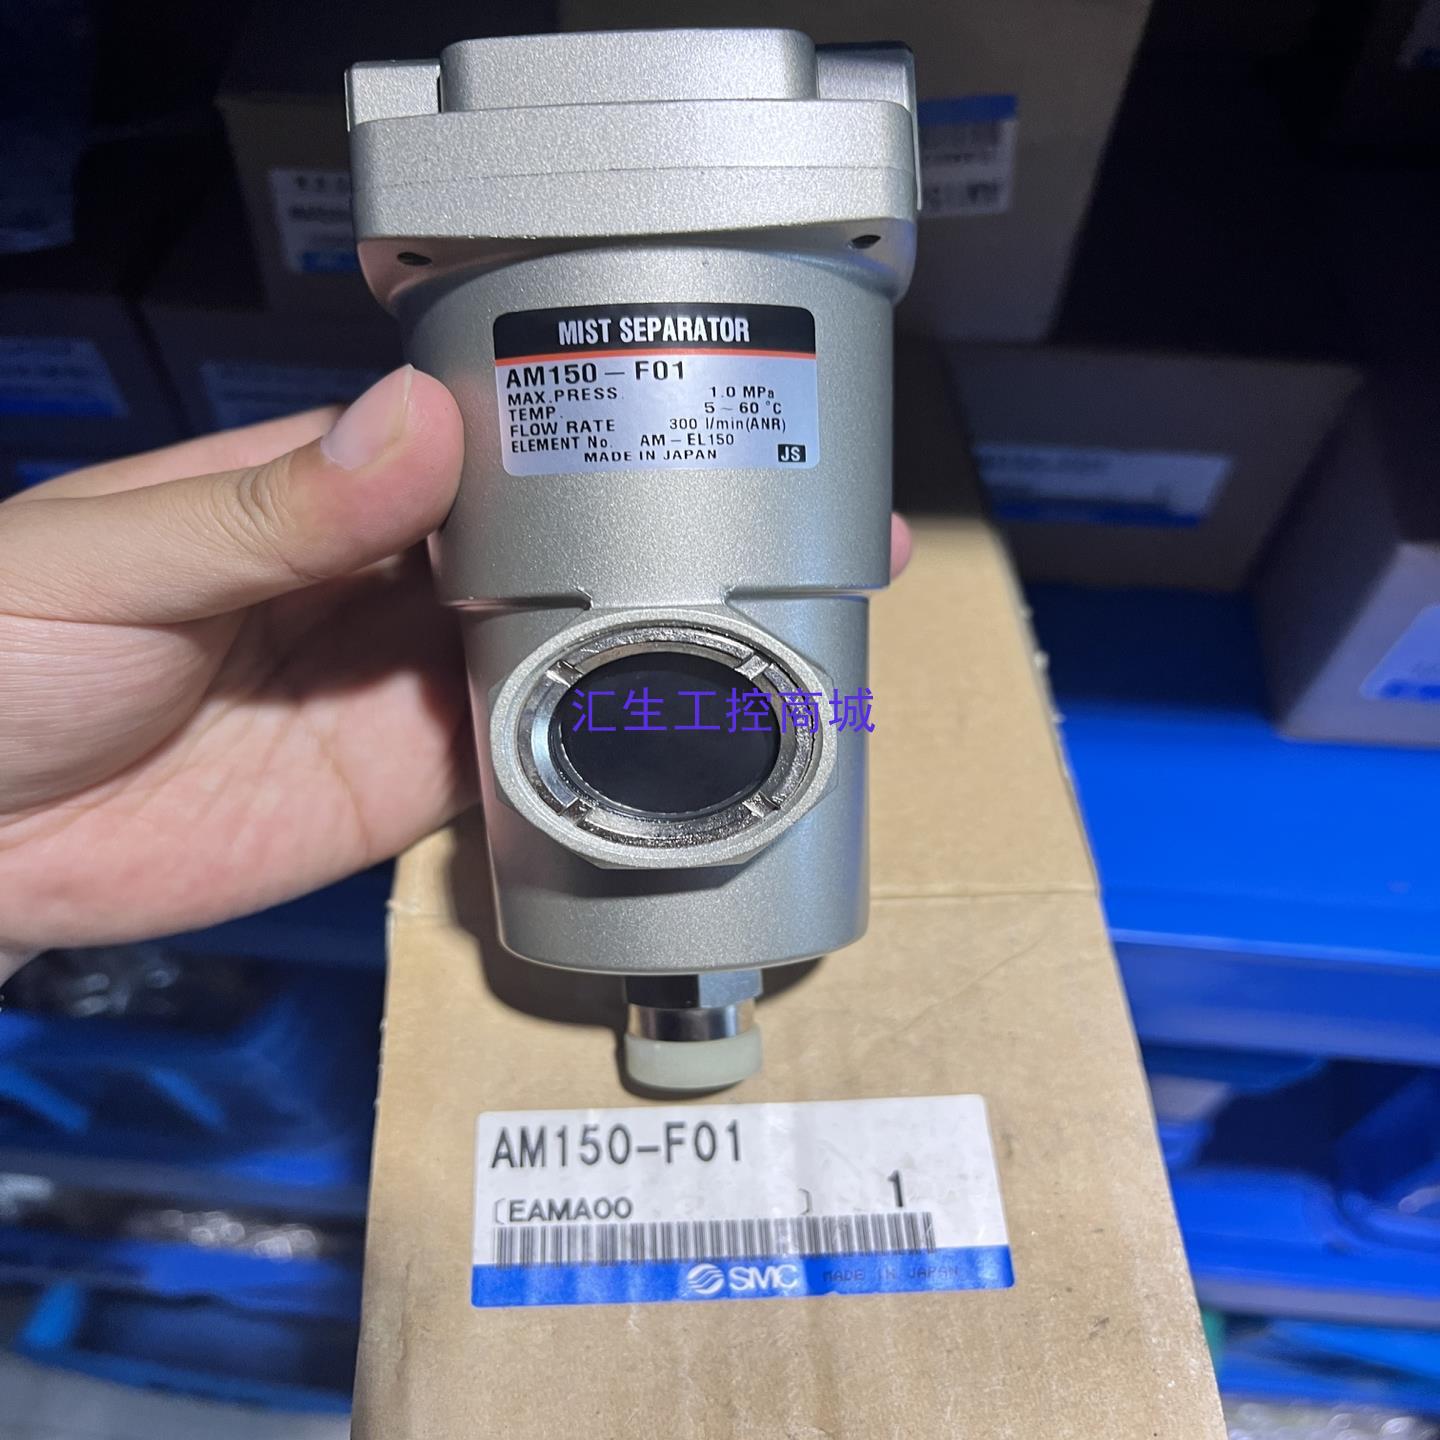 MIST SEPARATOR
AM150-F01
MAX.PRESS. 1.0 MPa
TEMP. 5~60°C
FLOW RATE 300 l/min(ANR)
ELEMENT No. AM-EL150
MADE IN JAPAN JS
汇生工控商城
AM150-F01
〔EAMA00 〕 1
SMC MADE IN JAPAN